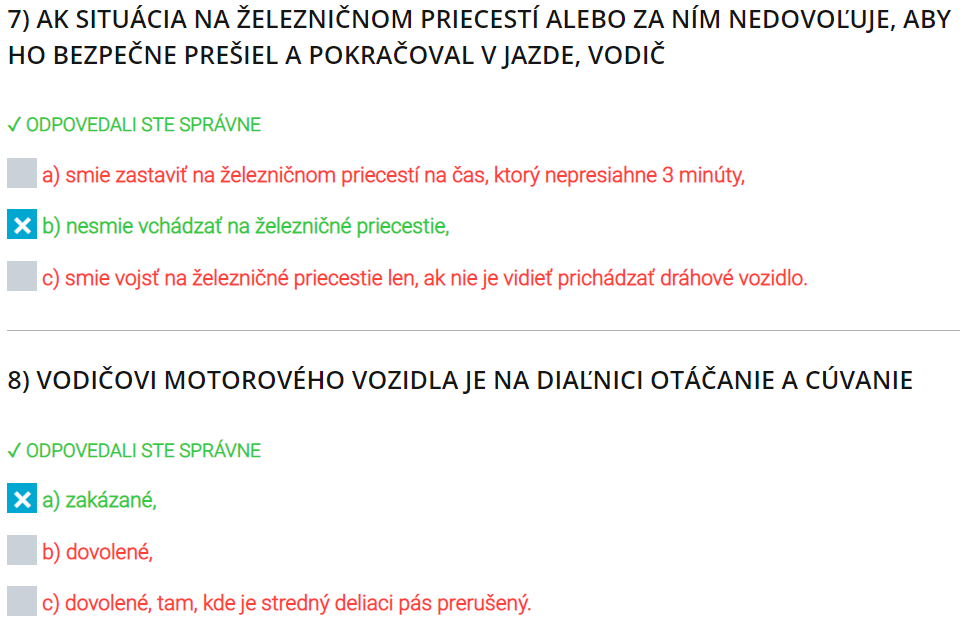 7) AK SITUÁCIA NA ŽELEZNIČNOM PRIECESTÍ ALEBO ZA NÍM NEDOVOĽUJE, ABY
HO BEZPEČNE PREŠIEL A POKRAČOVAL V JAZDE, VODIČ
✓ ODPOVEDALI STE SPRÁVNE
a) smie zastaviť na železničnom priecestí na čas, ktorý nepresiahne 3 minúty,
b) nesmie vchádzať na železničné priecestie,
c) smie vojsť na železničné priecestie len, ak nie je vidieť prichádzať dráhové vozidlo.
8) VODIČOVI MOTOROVÉHO VOZIDLA JE NA DIAĽNICI OTÁČANIE A CÚVANIE
✓ ODPOVEDALI STE SPRÁVNE
a) zakázané,
b) dovolené,
c) dovolené, tam, kde je stredný deliaci pás prerušený.